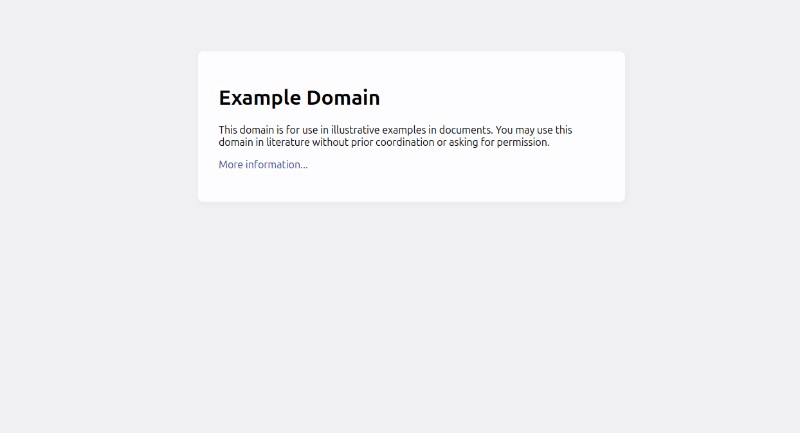 Example Domain
This domain is for use in illustrative examples in documents. You may use this
domain in literature without prior coordination or asking for permission.
More information...